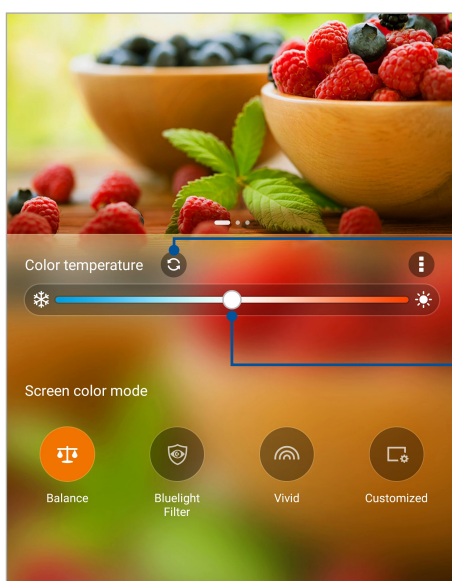 Color temperature
Screen color mode
Balance
Bluelight
Filter
Vivid
Customized